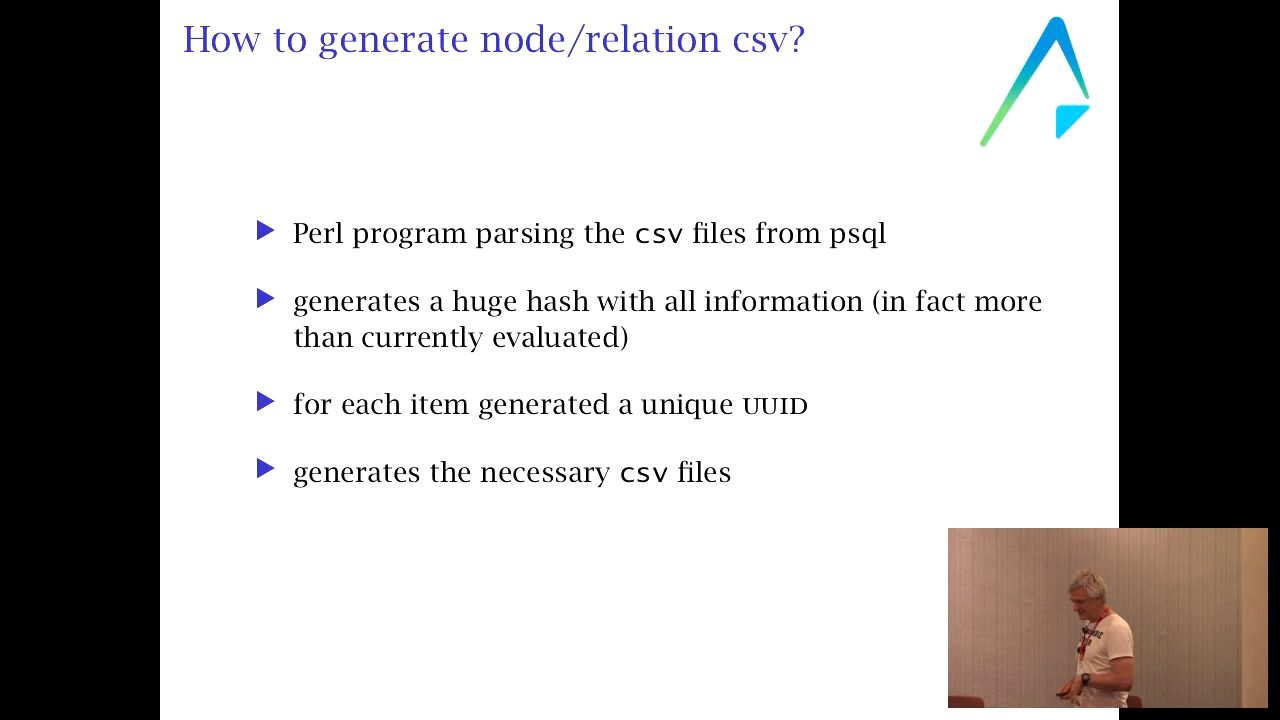 How to generate node/relation csv?
Perl program parsing the csv files from psql
generates a huge hash with all information (in fact more
than currently evaluated)
for each item generated a unique UUID
generates the necessary csv files